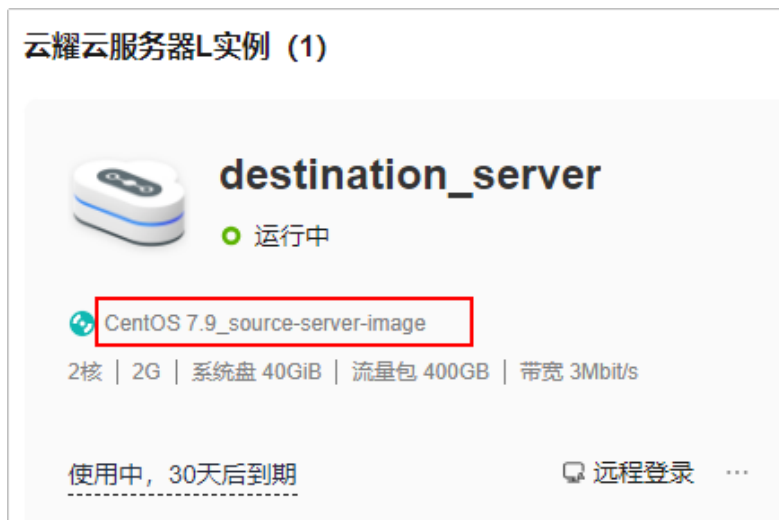 云耀云服务器L实例（1）
destination_server
运行中
CentOS 7.9_source-server-image
2核 | 2G | 系统盘 40GiB | 流量包 400GB | 带宽 3Mbit/s
使用中，30天后到期 远程登录 ···